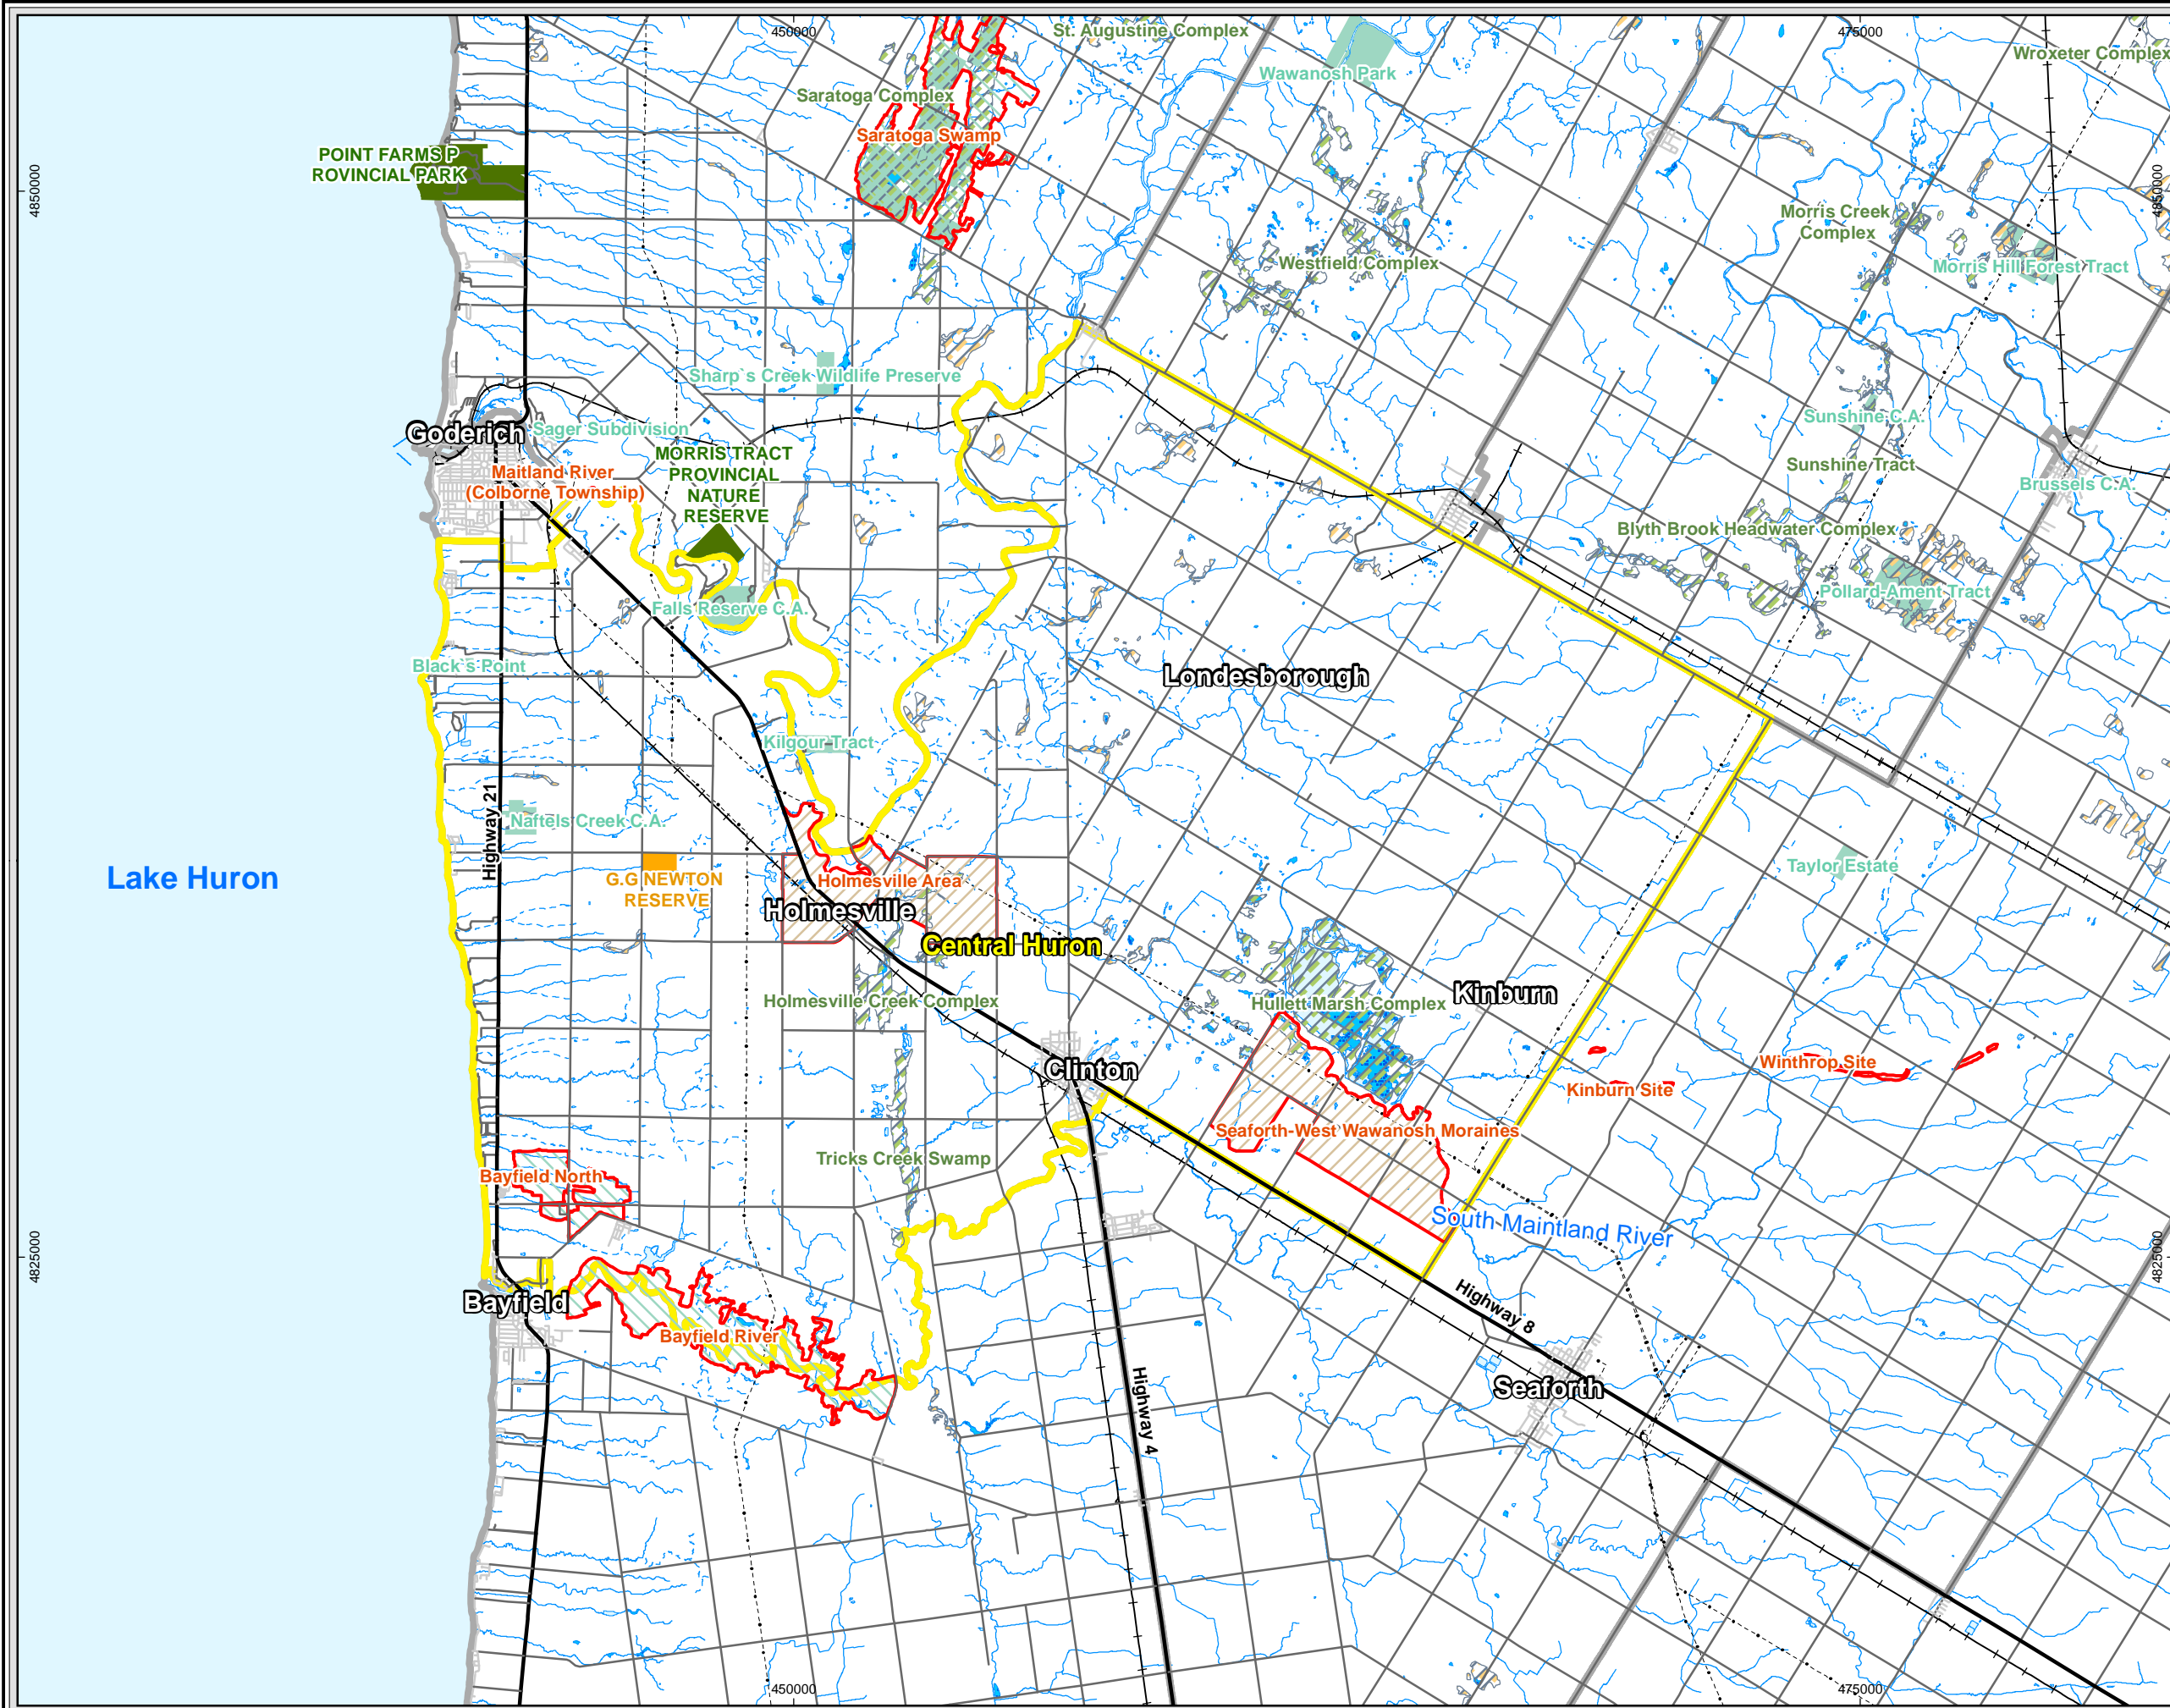 450000
475000
St. Augustine Complex
Wroxeter Complex
Wawanosh Park
Saratoga Complex
Saratoga Swamp
POINT FARMS P
ROVINCIAL PARK
4850000
4850000
Morris Creek
Complex
Westfield Complex
Morris Hill Forest Tract
Sharp`s Creek Wildlife Preserve
Sunshine C.A.
Goderich
Sager Subdivision
MORRIS TRACT
PROVINCIAL
NATURE
RESERVE
Maitland River
(Colborne Township)
Sunshine Tract
Brussels C.A.
Blyth Brook Headwater Complex
Pollard-Ament Tract
Falls Reserve C.A.
Black`s Point
Londesborough
Kilgour Tract
Highway 21
Naftels Creek C.A.
Lake Huron
G.G NEWTON
RESERVE
Holmesville Area
Taylor Estate
Holmesville
Central Huron
Holmesville Creek Complex
Hullett Marsh Complex
Kinburn
Clinton
Winthrop Site
Kinburn Site
Seaforth-West Wawanosh Moraines
Tricks Creek Swamp
Bayfield North
South Maintland River
4825000
4825000
Bayfield
Highway 8
Bayfield River
Seaforth
Highway 4
450000
475000